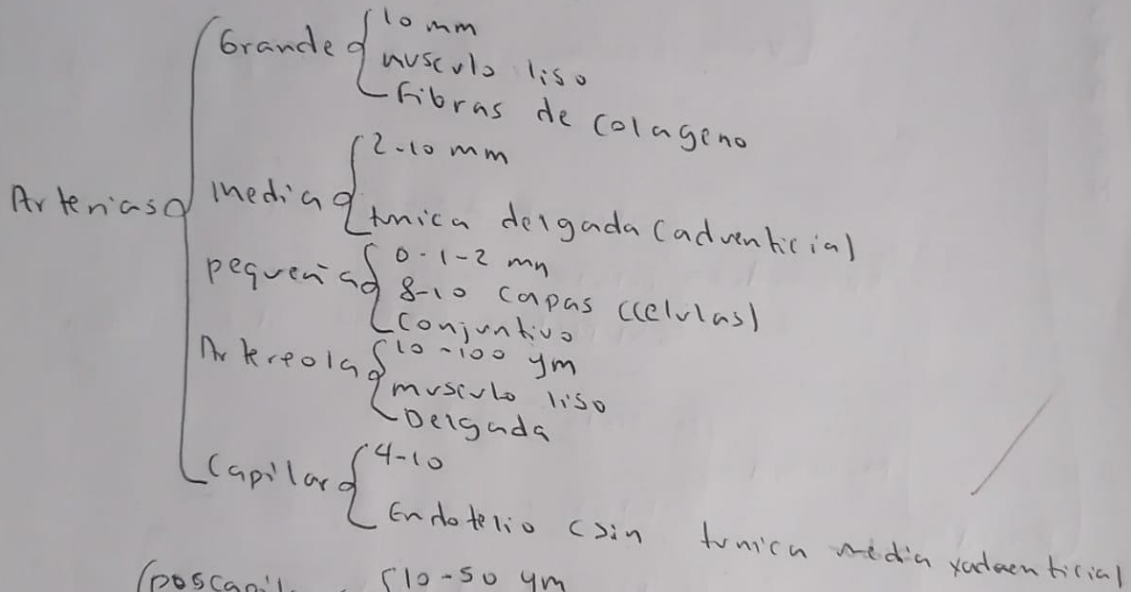 Grande 10 mm
musculo liso
Fibras de colageno
2-10 mm
Arterias media
tunica delgada (adventicial)
pequeña 0-1-2 mm
8-10 capas (celulas)
Conjuntivo
Artereola 10-100 ym
musculo liso
Delgada
Capilar 4-10
Endotelio (sin tunica media y adventicial
10-50 ym